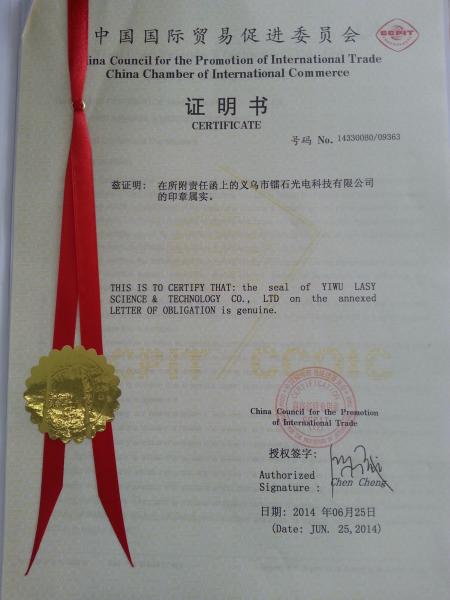 中国国际贸易促进委员会
CCPIT
China Council for the Promotion of International Trade
China Chamber of International Commerce
证明书
CERTIFICATE
号码 No. 14330080/09363
兹证明: 在所附责任函上的义乌市镭石光电科技有限公司
的印章属实。
THIS IS TO CERTIFY THAT: the seal of YIWU LASY
SCIENCE & TECHNOLOGY CO., LTD on the annexed
LETTER OF OBLIGATION is genuine.
CCPIT / CCOIC
China Council for the Promotion
of International Trade
授权签字:
Authorized
Signature : Chen Cheng
日期: 2014 年06月25日
(Date: JUN. 25,2014)